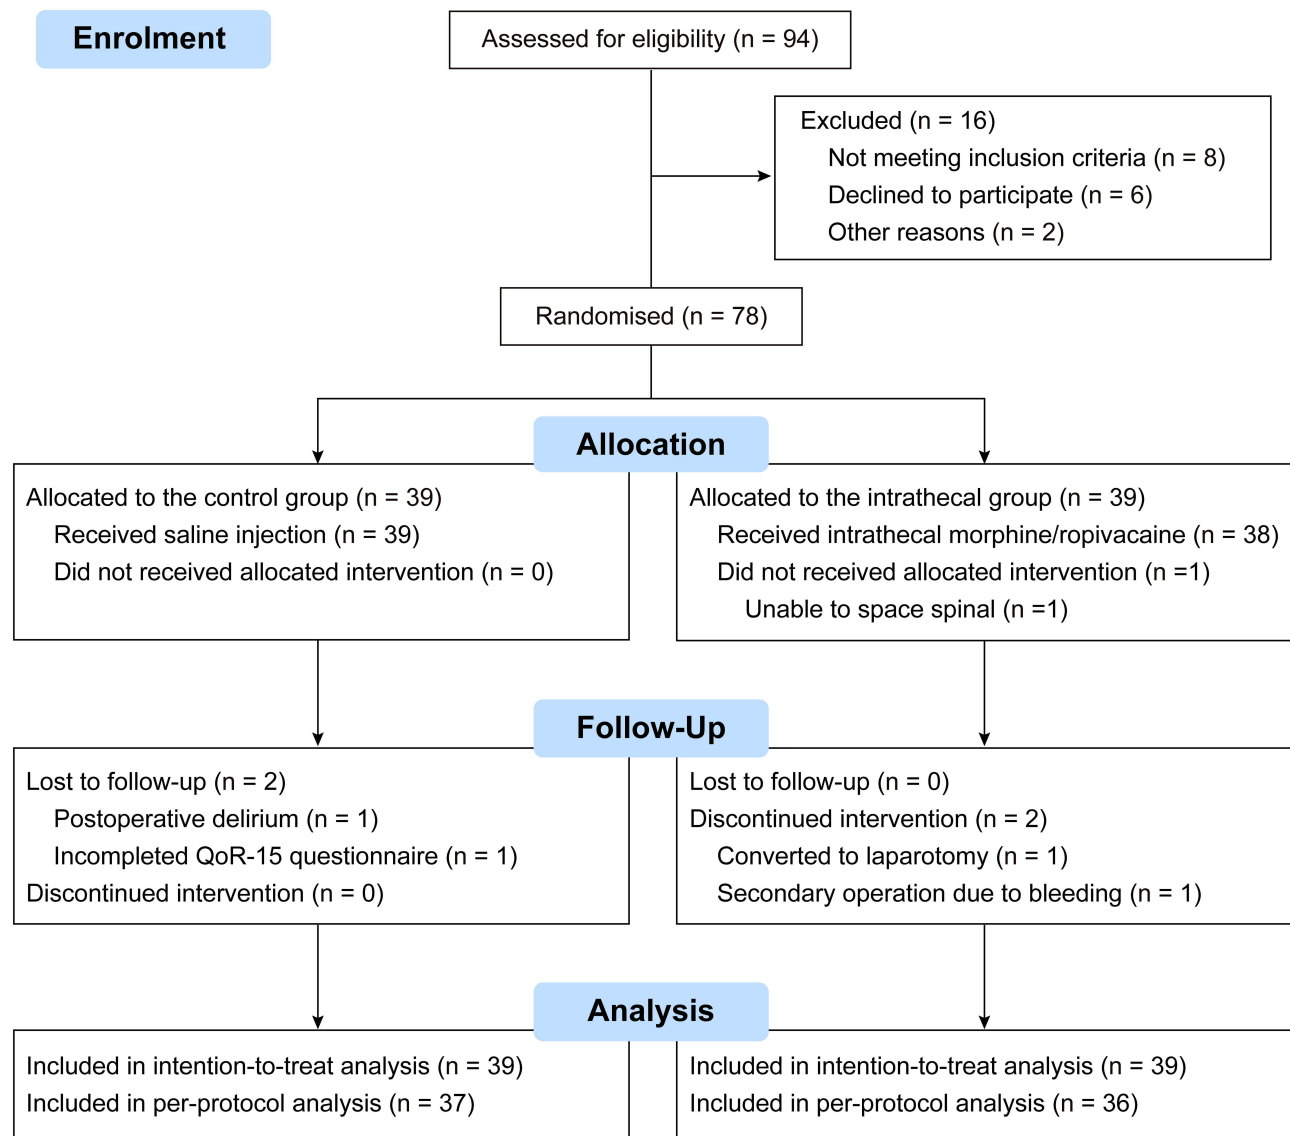 Enrolment
Assessed for eligibility (n = 94)
Excluded (n = 16)
Not meeting inclusion criteria (n = 8)
Declined to participate (n = 6)
Other reasons (n = 2)
Randomised (n = 78)
Allocation
Allocated to the control group (n = 39)
Received saline injection (n = 39)
Did not received allocated intervention (n = 0)
Allocated to the intrathecal group (n = 39)
Received intrathecal morphine/ropivacaine (n = 38)
Did not received allocated intervention (n =1)
Unable to space spinal (n =1)
Follow-Up
Lost to follow-up (n = 2)
Postoperative delirium (n = 1)
Incompleted QoR-15 questionnaire (n = 1)
Discontinued intervention (n = 0)
Lost to follow-up (n = 0)
Discontinued intervention (n = 2)
Converted to laparotomy (n = 1)
Secondary operation due to bleeding (n = 1)
Analysis
Included in intention-to-treat analysis (n = 39)
Included in per-protocol analysis (n = 37)
Included in intention-to-treat analysis (n = 39)
Included in per-protocol analysis (n = 36)